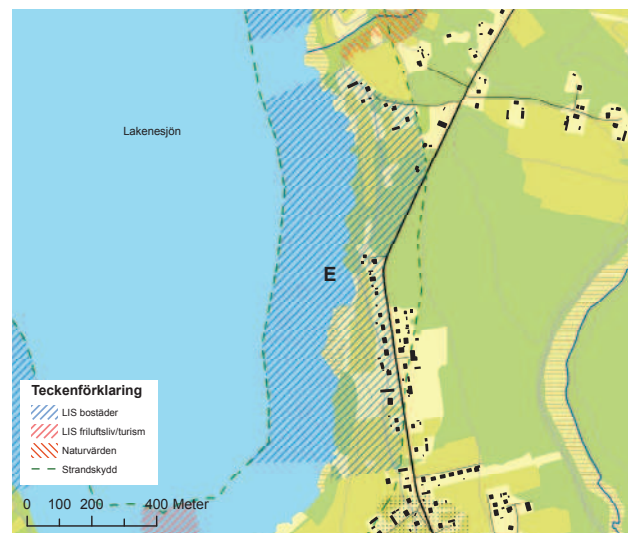 Lakenesjön
E
Teckenförklaring
LIS bostäder
LIS friluftsliv/turism
Naturvärden
Strandskydd
0 100 200 400 Meter